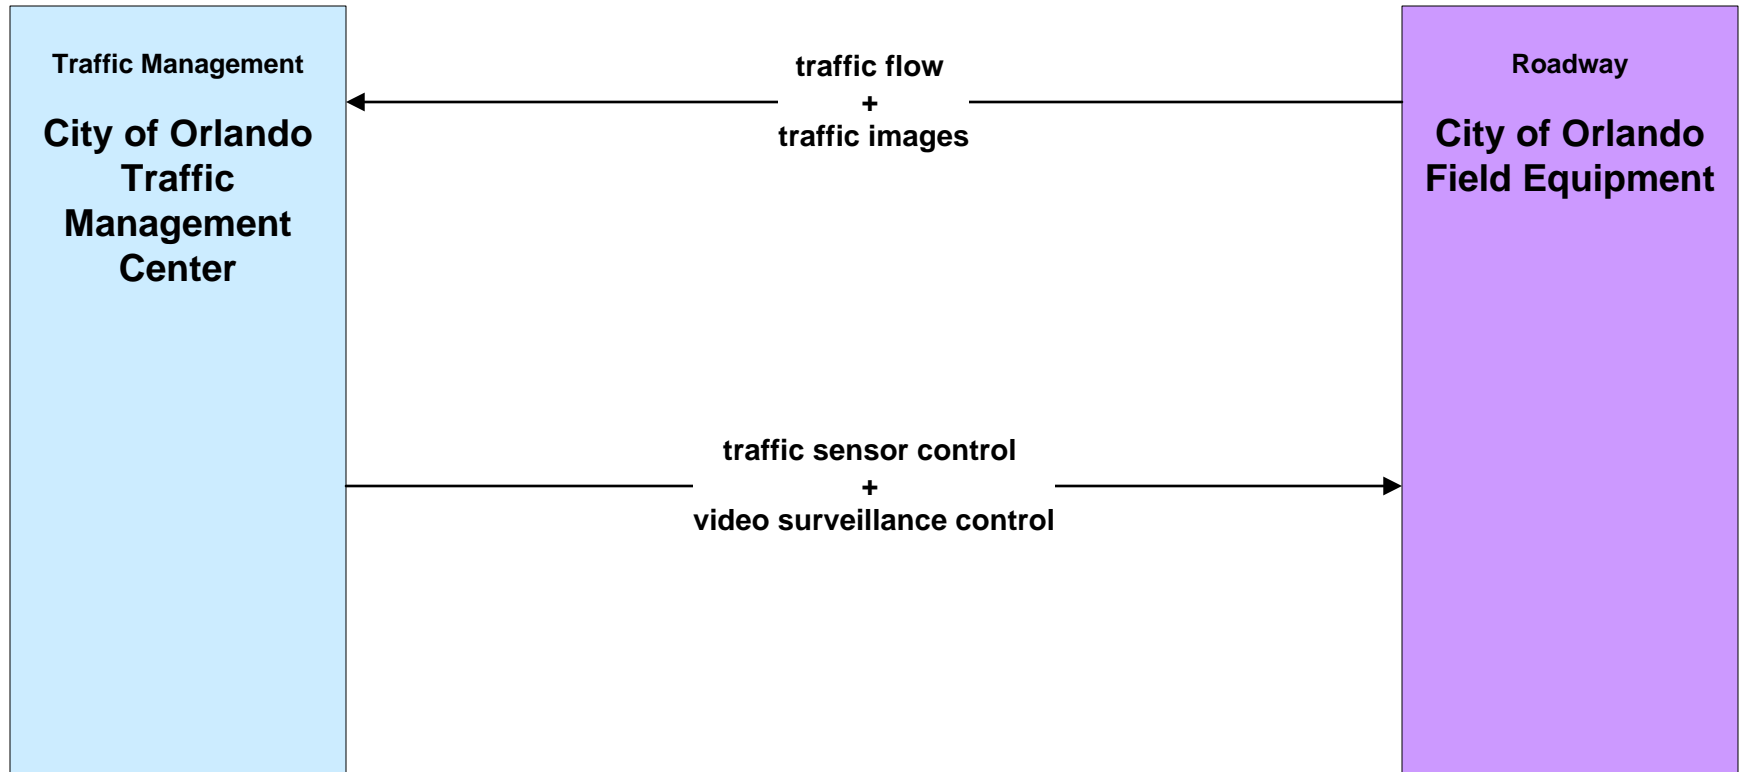 Traffic Management
City of Orlando
Traffic
Management
Center
traffic flow
+
traffic images
traffic sensor control
+
video surveillance control
Roadway
City of Orlando
Field Equipment